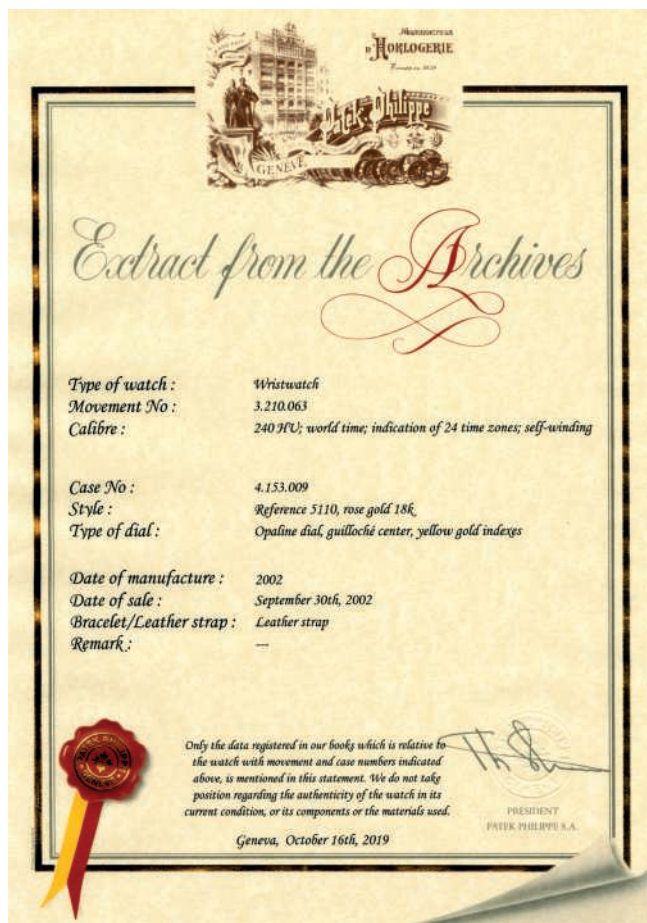 MANUFACTURE
D'HORLOGERIE
Patek Philippe
GENÈVE
Extract from the Archives
Type of watch : Wristwatch
Movement No : 3.210.063
Calibre : 240 HU; world time; indication of 24 time zones; self-winding
Case No : 4.153.009
Style : Reference 5110, rose gold 18k
Type of dial : Opaline dial, guilloché center, yellow gold indexes
Date of manufacture : 2002
Date of sale : September 30th, 2002
Bracelet/Leather strap : Leather strap
Remark : ---
Only the data registered in our books which is relative to
the watch with movement and case numbers indicated
above, is mentioned in this statement. We do not take
position regarding the authenticity of the watch in its
current condition, or its components or the materials used.
Geneva, October 16th, 2019
PRESIDENT
PATEK PHILIPPE S.A.
PATEK PHILIPPE
GENEVE